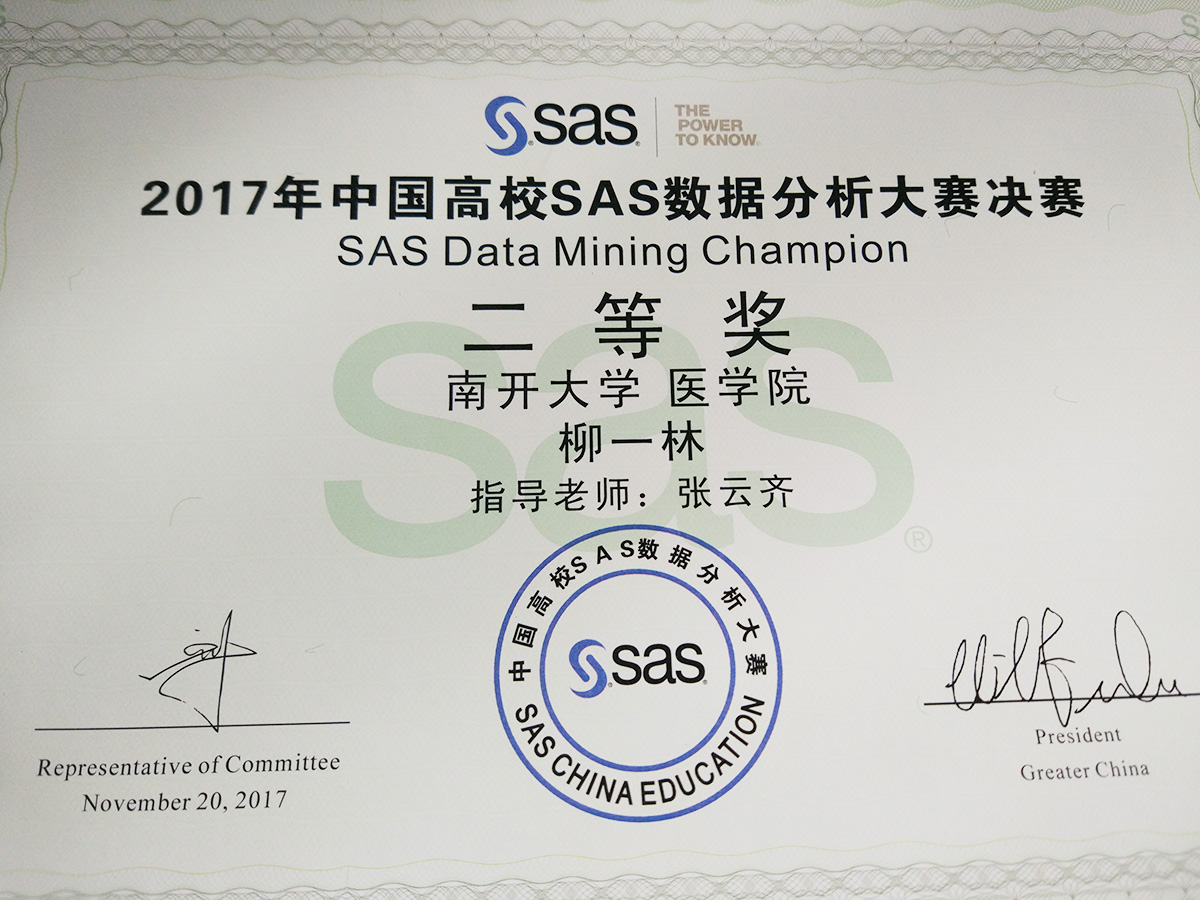 sas
THE
POWER
TO KNOW®
2017年中国高校SAS数据分析大赛决赛
SAS Data Mining Champion
二等奖
南开大学 医学院
柳一林
指导老师：张云齐
中国高校SAS数据分析大赛
sas
SAS CHINA EDUCATION
Representative of Committee
November 20, 2017
President
Greater China
sas®